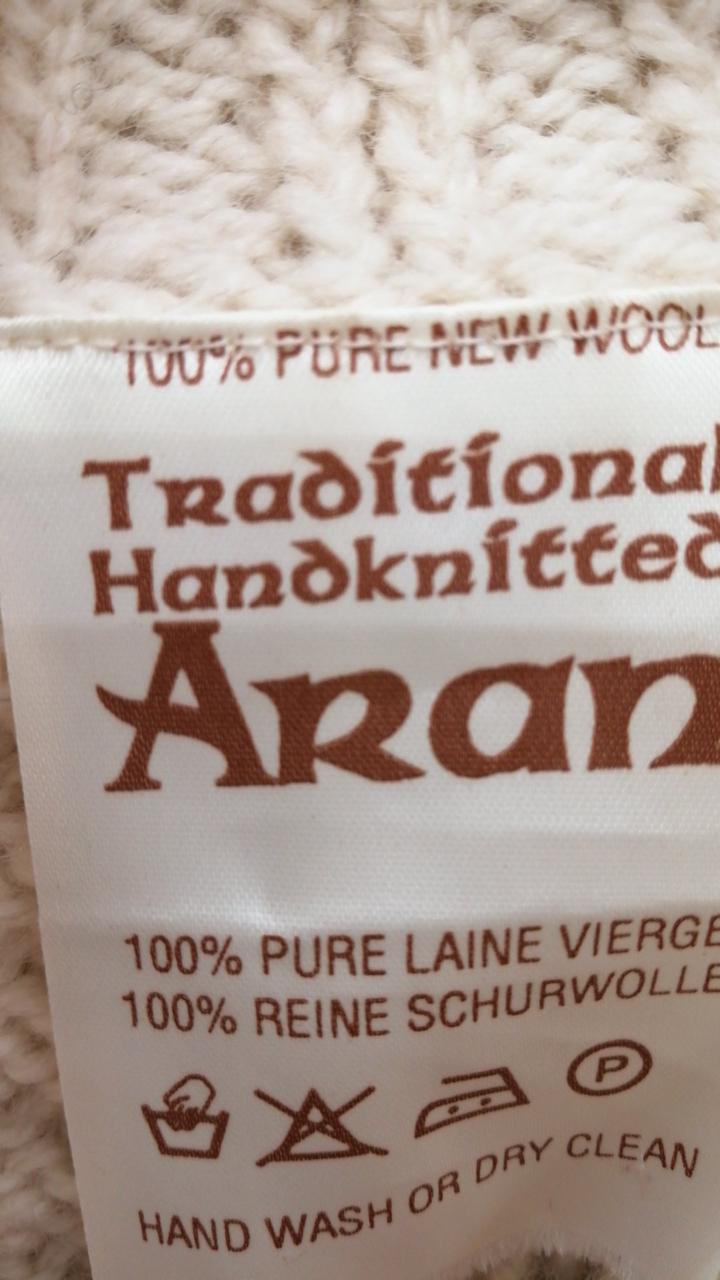 100% PURE NEW WOOL
Traditional
Handknitted
Aran
100% PURE LAINE VIERGE
100% REINE SCHURWOLLE
P
HAND WASH OR DRY CLEAN